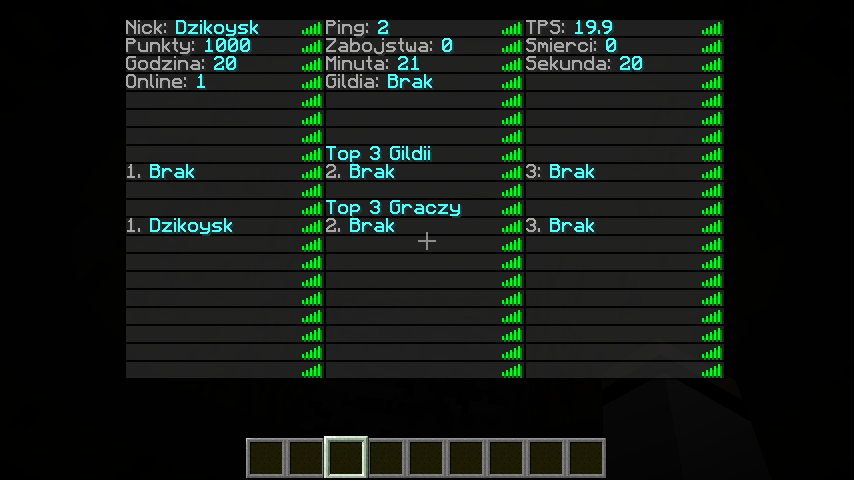 Nick: Dzikoysk Ping: 2 TPS: 19.9
Punkty: 1000 Zabojstwa: 0 Smierci: 0
Godzina: 20 Minuta: 21 Sekunda: 20
Online: 1 Gildia: Brak
Top 3 Gildii
1. Brak 2. Brak 3: Brak
Top 3 Graczy
1. Dzikoysk 2. Brak 3. Brak